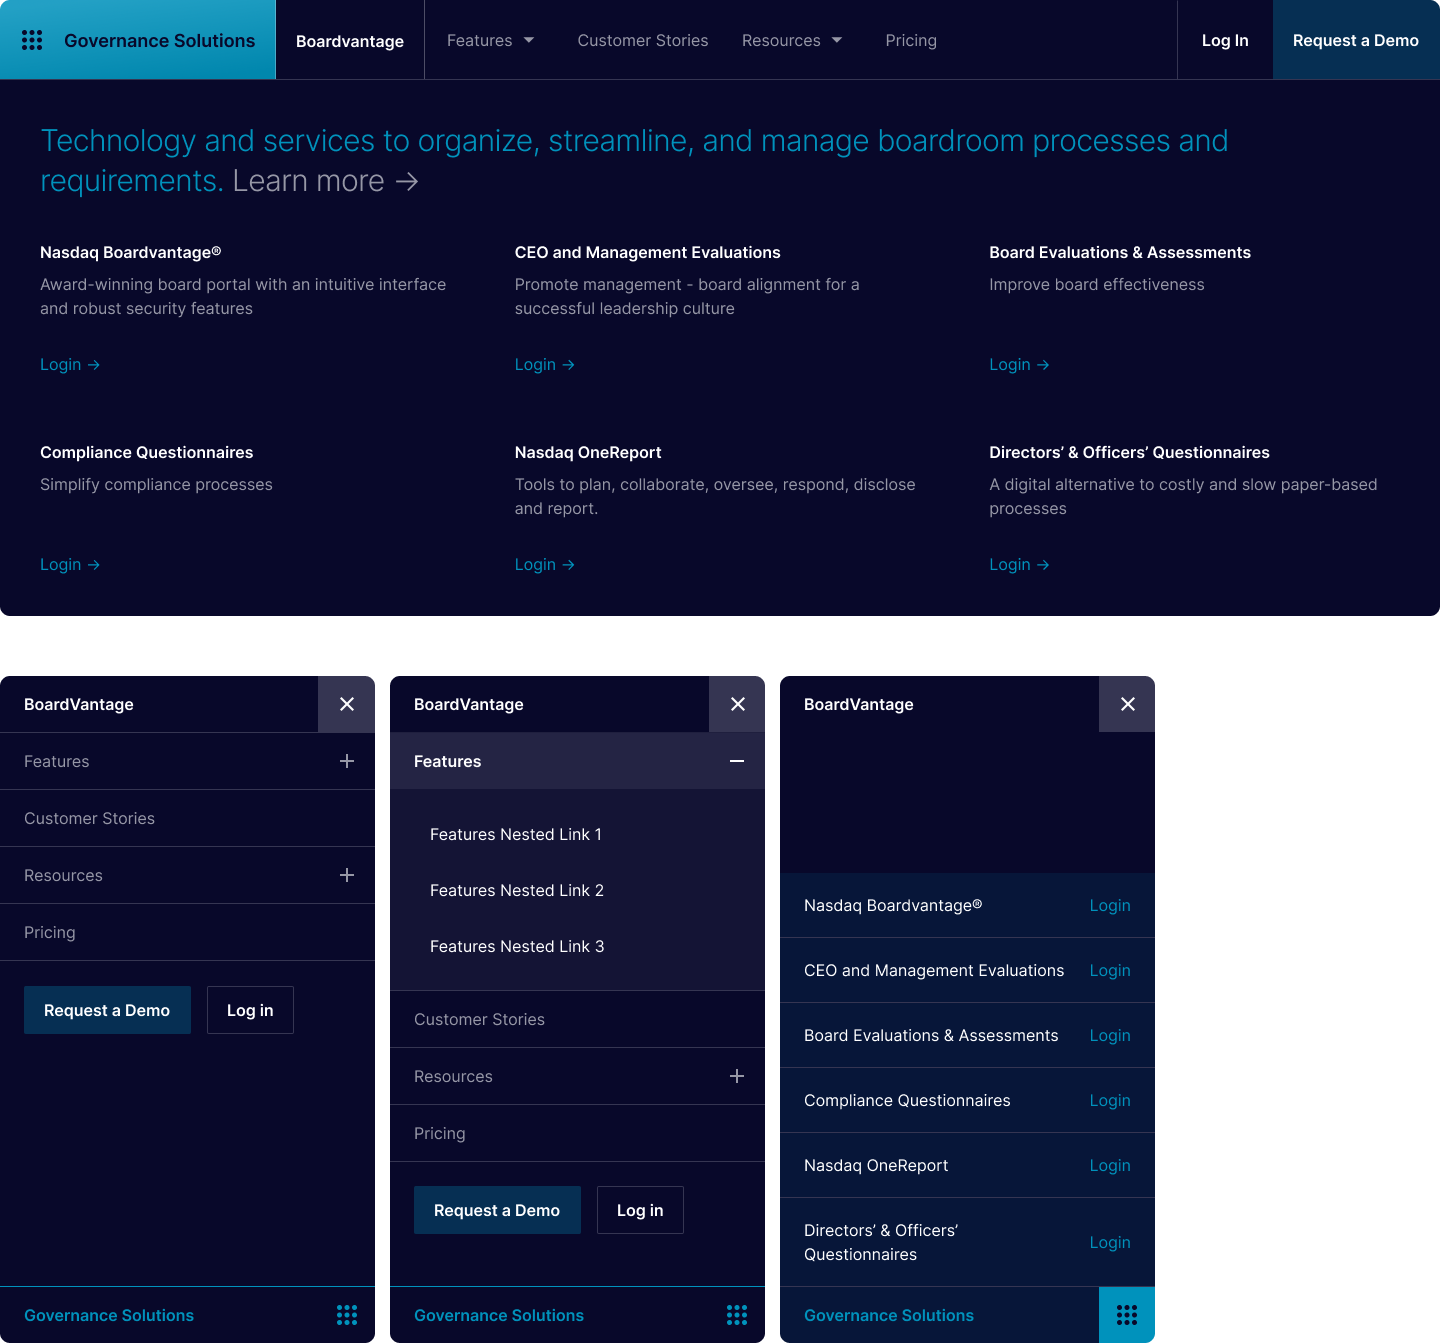 Governance Solutions
Boardvantage
Features
Customer Stories
Resources
Pricing
Log In
Request a Demo
Technology and services to organize, streamline, and manage boardroom processes and
requirements. Learn more →
Nasdaq Boardvantage®
Award-winning board portal with an intuitive interface
and robust security features
Login →
CEO and Management Evaluations
Promote management - board alignment for a
successful leadership culture
Login →
Board Evaluations & Assessments
Improve board effectiveness
Login →
Compliance Questionnaires
Simplify compliance processes
Login →
Nasdaq OneReport
Tools to plan, collaborate, oversee, respond, disclose
and report.
Login →
Directors’ & Officers’ Questionnaires
A digital alternative to costly and slow paper-based
processes
Login →
BoardVantage
Features
Customer Stories
Resources
Pricing
Request a Demo
Log in
Governance Solutions
BoardVantage
Features
Features Nested Link 1
Features Nested Link 2
Features Nested Link 3
Customer Stories
Resources
Pricing
Request a Demo
Log in
Governance Solutions
BoardVantage
Nasdaq Boardvantage®
Login
CEO and Management Evaluations
Login
Board Evaluations & Assessments
Login
Compliance Questionnaires
Login
Nasdaq OneReport
Login
Directors’ & Officers’
Questionnaires
Login
Governance Solutions